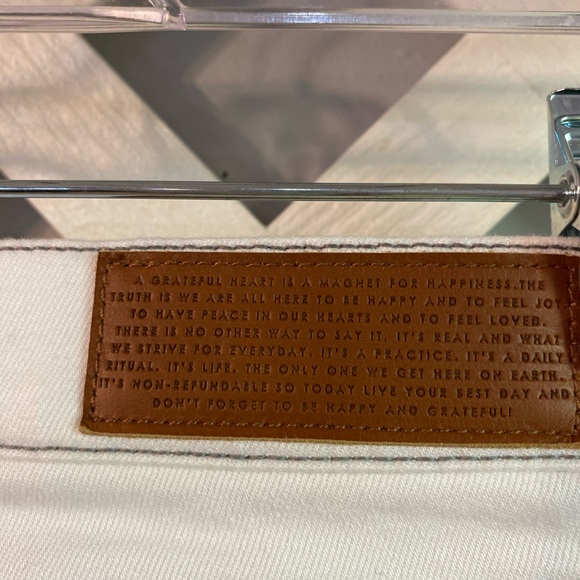 A GRATEFUL HEART IS A MAGNET FOR HAPPINESS.THE
TRUTH IS WE ARE ALL HERE TO BE HAPPY AND TO FEEL JOY
TO HAVE PEACE IN OUR HEARTS AND TO FEEL LOVED.
THERE IS NO OTHER WAY TO SAY IT. IT'S REAL AND WHAT
WE STRIVE FOR EVERYDAY. IT'S A PRACTICE. IT'S A DAILY
RITUAL. IT'S LIFE. THE ONLY ONE WE GET HERE ON EARTH.
IT'S NON-REFUNDABLE SO TODAY LIVE YOUR BEST DAY AND
DON'T FORGET TO BE HAPPY AND GRATEFUL!